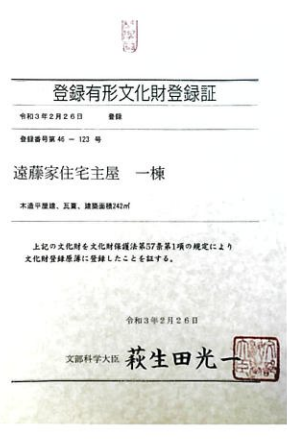 登録有形文化財登録証
令和3年2月26日 登録
登録番号第46 － 123 号
遠藤家住宅主屋 一棟
木造平屋建、瓦葺、建築面積242㎡
上記の文化財を文化財保護法第57条第1項の規定により
文化財登録原簿に登録したことを証する。
令和3年2月26日
文部科学大臣 萩生田光一